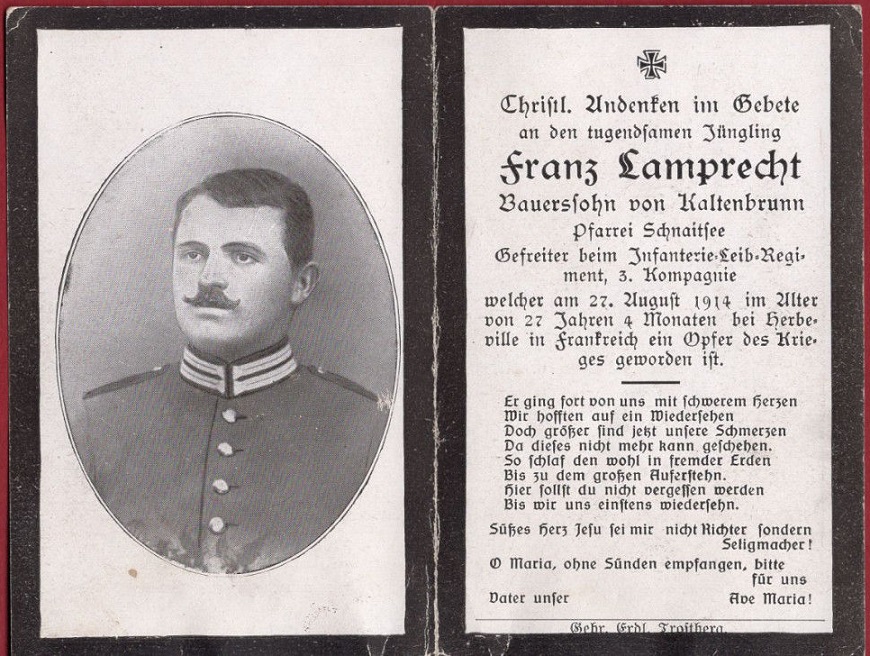 Christl. Andenken im Gebete
an den tugendsamen Jüngling
Franz Lamprecht
Bauerssohn von Kaltenbrunn
Pfarrei Schnaitsee
Gefreiter beim Infanterie-Leib-Regi-
ment, 3. Kompagnie
welcher am 27. August 1914 im Alter
von 27 Jahren 4 Monaten bei Herbe-
ville in Frankreich ein Opfer des Krie-
ges geworden ist.
Er ging fort von uns mit schwerem Herzen
Wir hofften auf ein Wiedersehen
Doch größer sind jetzt unsere Schmerzen
Da dieses nicht mehr kann geschehen.
So schlaf den wohl in fremder Erden
Bis zu dem großen Auferstehn.
Hier sollst du nicht vergessen werden
Bis wir uns einstens wiedersehn.
Süßes Herz Jesu sei mir nicht Richter sondern
Seligmacher!
O Maria, ohne Sünden empfangen, bitte
für uns
Vater unser Ave Maria!
Gebr. Erdl, Trostberg.